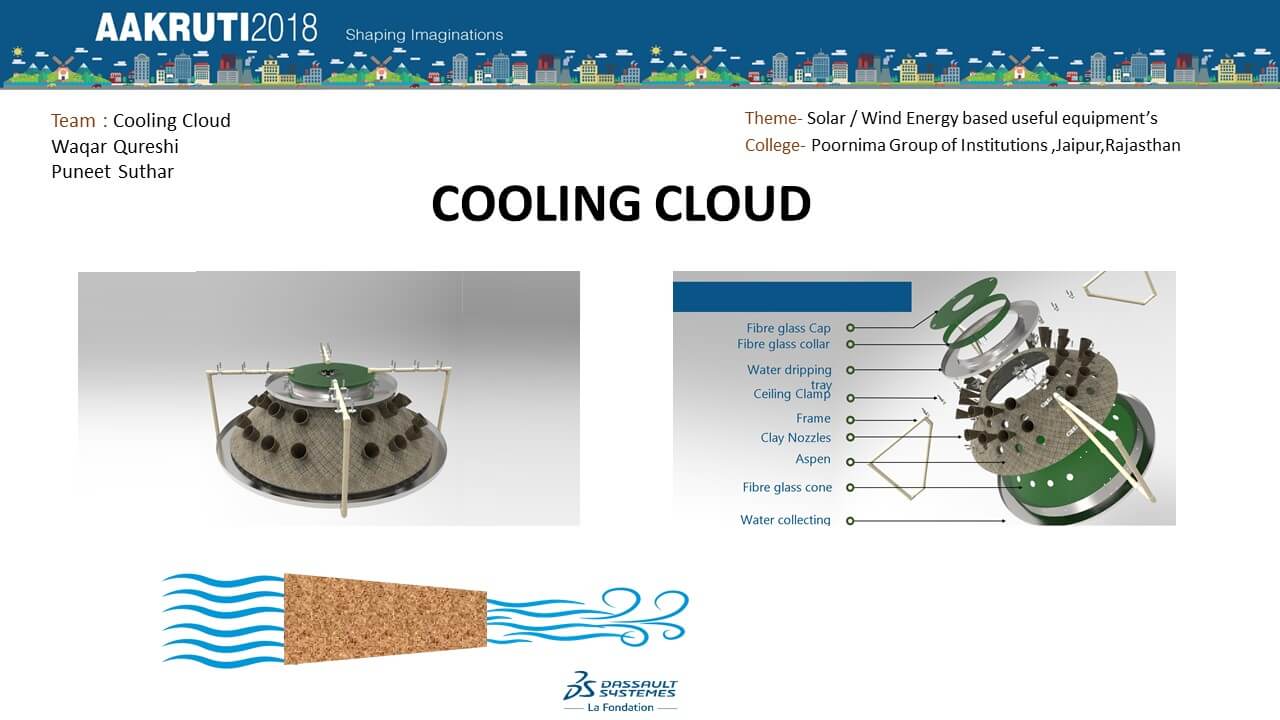 AAKRUTI2018 Shaping Imaginations
Team : Cooling Cloud
Waqar Qureshi
Puneet Suthar
Theme- Solar / Wind Energy based useful equipment’s
College- Poornima Group of Institutions ,Jaipur,Rajasthan
COOLING CLOUD
Fibre glass Cap
Fibre glass collar
Water dripping
tray
Ceiling Clamp
Frame
Clay Nozzles
Aspen
Fibre glass cone
Water collecting
DASSAULT
SYSTEMES
La Fondation